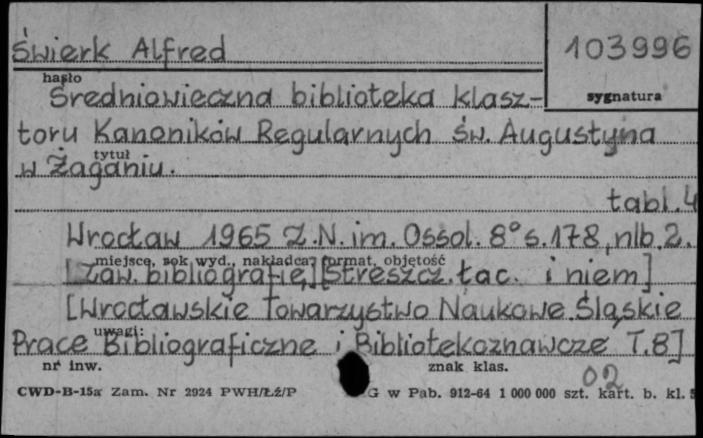 Świerk Alfred
103996
hasło
sygnatura
Średniowieczna biblioteka klasz-
toru Kanoników Regularnych św. Augustyna
tytuł
w Żaganiu.
tabl. 4
Wrocław 1965 Z.N.im. Ossol. 8° s.178, nlb. 2.
miejsce, rok wyd., nakładca, format, objętość
[Zaw. bibliografię,] [Streszcz. łac. i niem]
[Wrocławskie Towarzystwo Naukowe. Śląskie
uwagi:
Prace Bibliograficzne i Bibliotekoznawcze, T.8]
nr inw.
znak klas.
02
CWD-B-15a Zam. Nr 2924 PWH/Łź/P G w Pab. 912-64 1 000 000 szt. kart. b. kl. 5